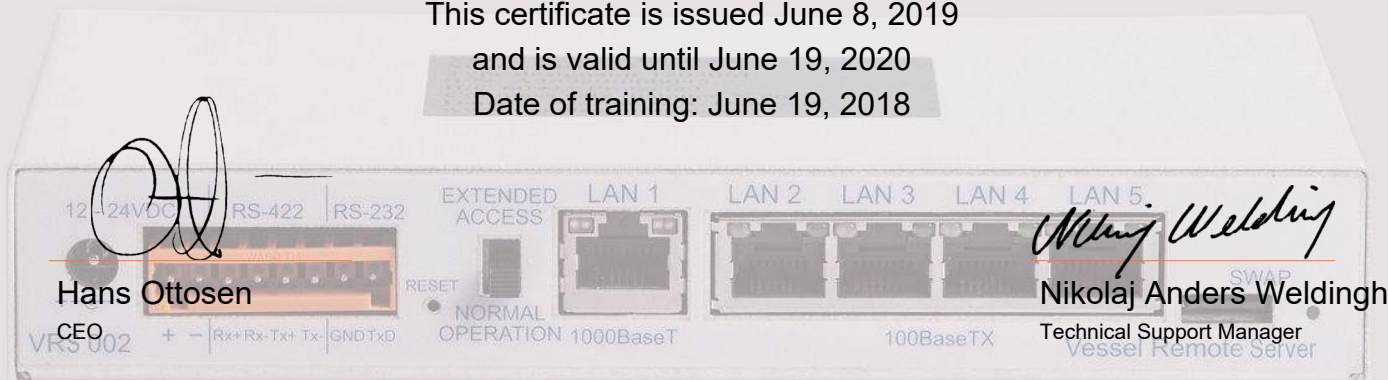 This certificate is issued June 8, 2019
and is valid until June 19, 2020
Date of training: June 19, 2018
12 - 24VDC RS-422 RS-232 EXTENDED ACCESS LAN 1 LAN 2 LAN 3 LAN 4 LAN 5
RESET SWAP
Hans Ottosen Nikolaj Anders Weldingh
CEO Technical Support Manager
NORMAL OPERATION
VRS 002 + - Rx+ Rx- Tx+ Tx- GND TxD 1000BaseT 100BaseTX Vessel Remote Server